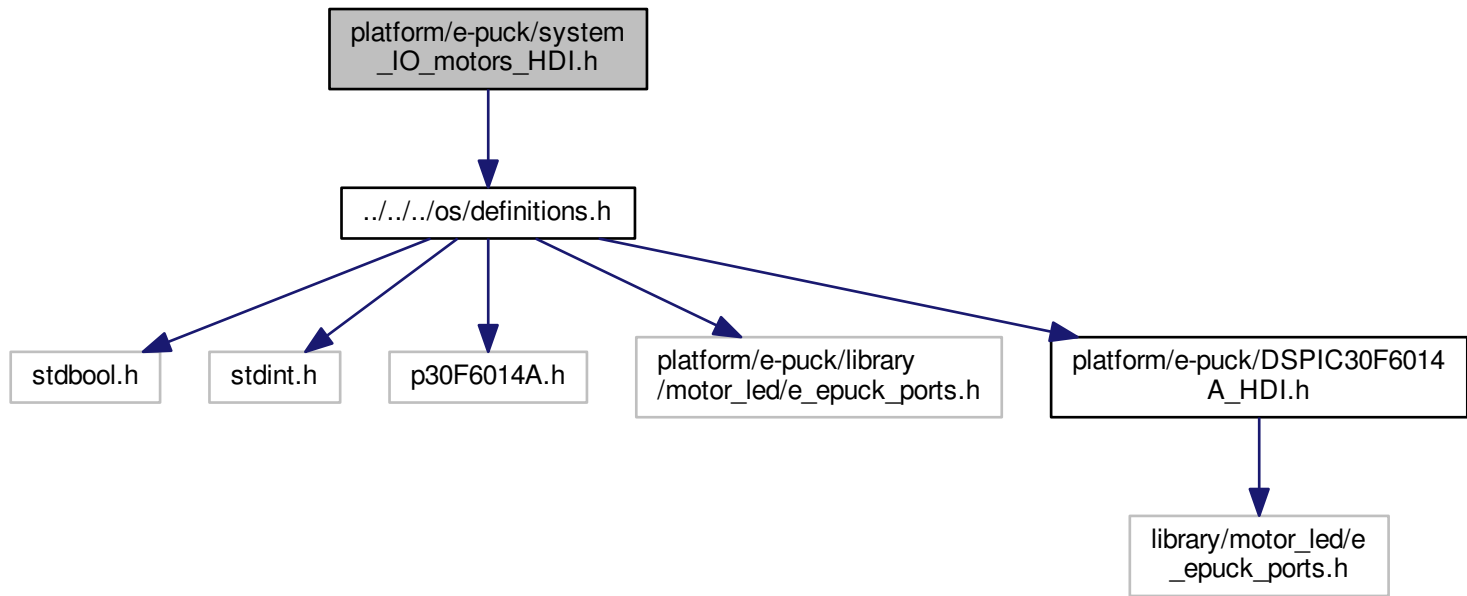 platform/e-puck/system
_IO_motors_HDI.h
../../../os/definitions.h
stdbool.h
stdint.h
p30F6014A.h
platform/e-puck/library
/motor_led/e_epuck_ports.h
platform/e-puck/DSPIC30F6014
A_HDI.h
library/motor_led/e
_epuck_ports.h